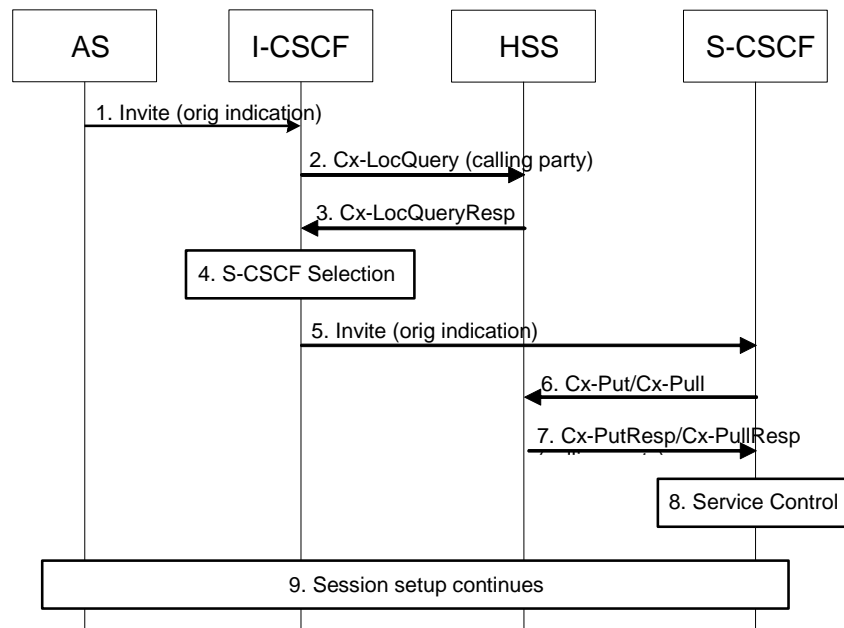 AS
I-CSCF
HSS
S-CSCF
1. Invite (orig indication)
2. Cx-LocQuery (calling party)
3. Cx-LocQueryResp
4. S-CSCF Selection
5. Invite (orig indication)
6. Cx-Put/Cx-Pull
7. Cx-PutResp/Cx-PullResp
8. Service Control
9. Session setup continues